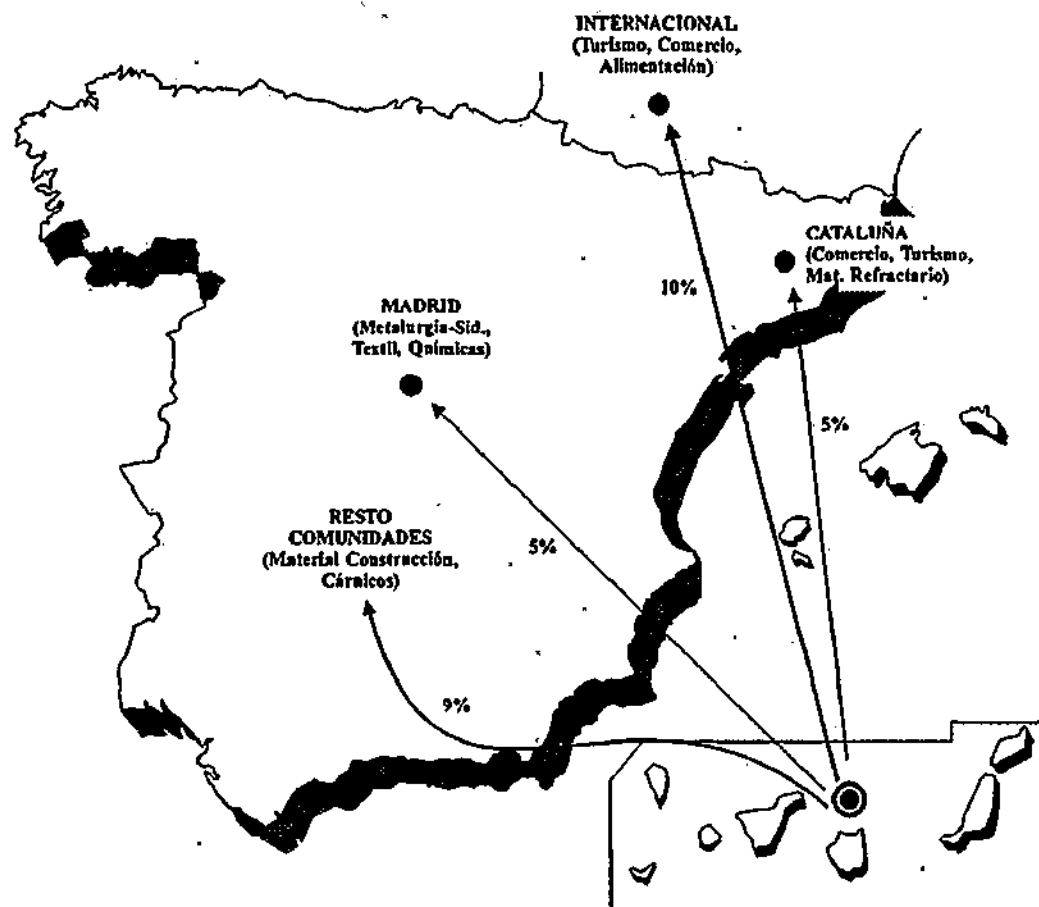 INTERNACIONAL
(Turismo, Comercio,
Alimentación)
CATALUÑA
(Comercio, Turismo,
Mat. Refractario)
10%
MADRID
(Metalurgia-Sid.,
Textil, Químicas)
5%
RESTO
COMUNIDADES
(Material Construcción,
Cárnicos)
5%
9%